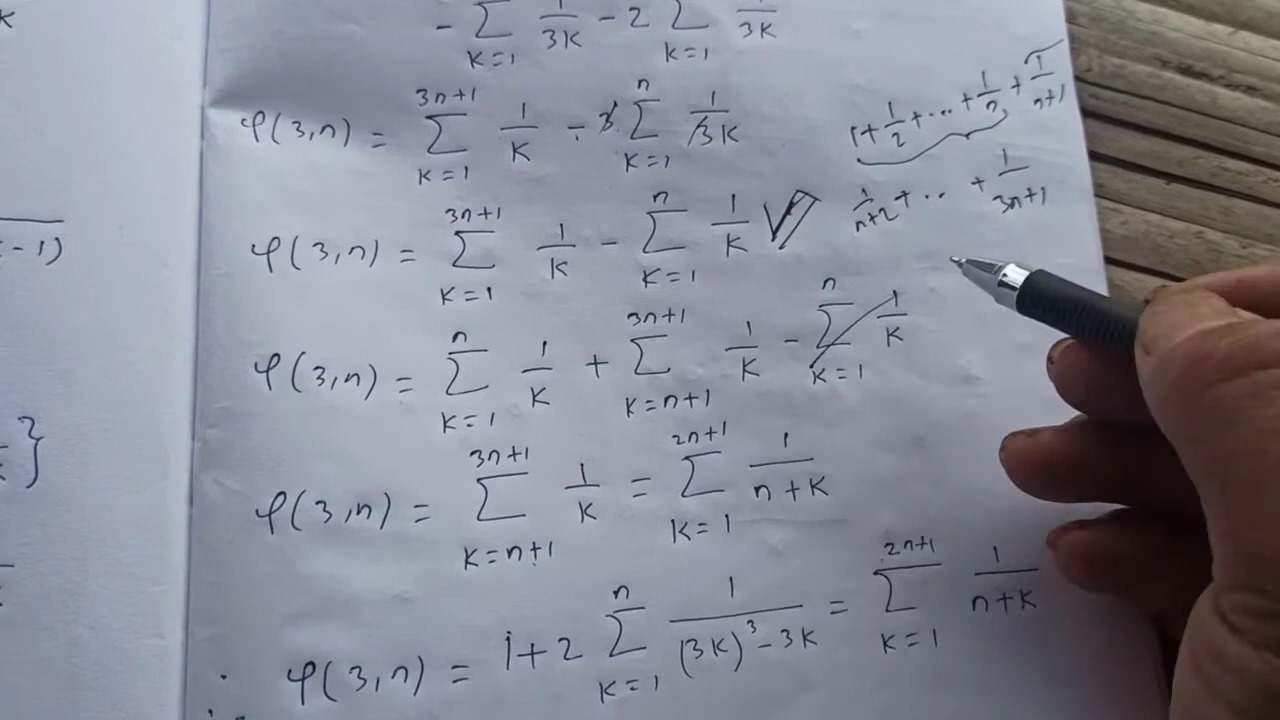 - ∑_{K=1} 1/3K - 2 ∑_{K=1} 1/3K
φ(3,n) = ∑_{K=1}^{3n+1} 1/K - 3 ∑_{K=1}^{n} 1/3K
1 + 1/2 + ... + 1/n + 1/n+1
φ(3,n) = ∑_{K=1}^{3n+1} 1/K - ∑_{K=1}^{n} 1/K
1/n+2 + .. + 1/3n+1
φ(3,n) = ∑_{K=1}^{n} 1/K + ∑_{K=n+1}^{3n+1} 1/K - ∑_{K=1}^{n} 1/K
φ(3,n) = ∑_{K=n+1}^{3n+1} 1/K = ∑_{K=1}^{2n+1} 1/n+K
φ(3,n) = 1+2 ∑_{K=1}^{n} 1/(3K)^3-3K = ∑_{K=1}^{2n+1} 1/n+K
-1)
}